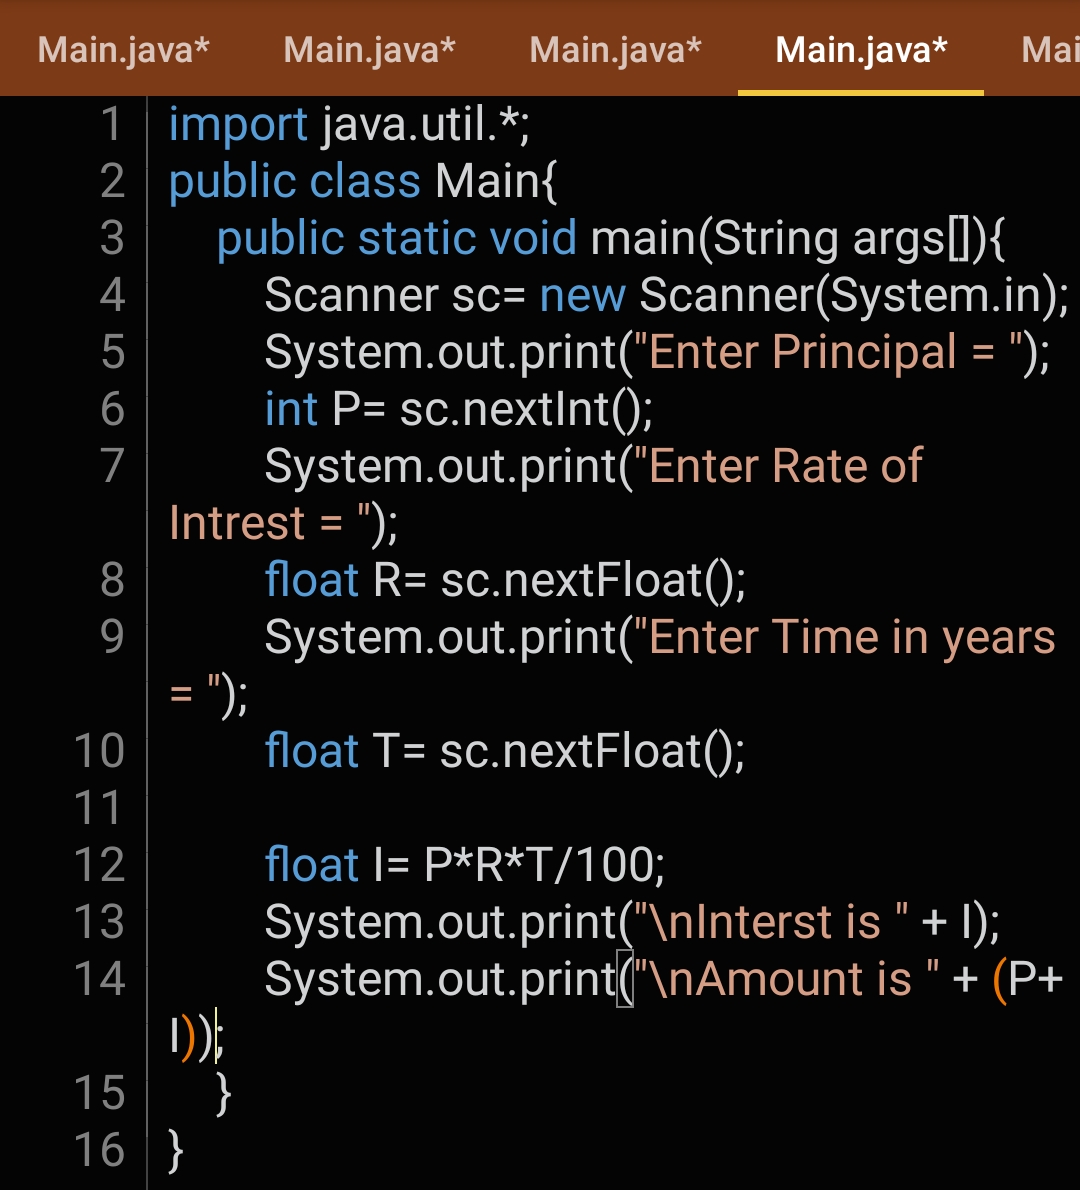 Main.java* Main.java* Main.java* Main.java* Mai
1 import java.util.*;
2 public class Main{
3 public static void main(String args[]){
4 Scanner sc= new Scanner(System.in);
5 System.out.print("Enter Principal = ");
6 int P= sc.nextInt();
7 System.out.print("Enter Rate of
Intrest = ");
8 float R= sc.nextFloat();
9 System.out.print("Enter Time in years
= ");
10 float T= sc.nextFloat();
11
12 float I= P*R*T/100;
13 System.out.print("\nInterst is " + I);
14 System.out.print("\nAmount is " + (P+
I));
15 }
16 }